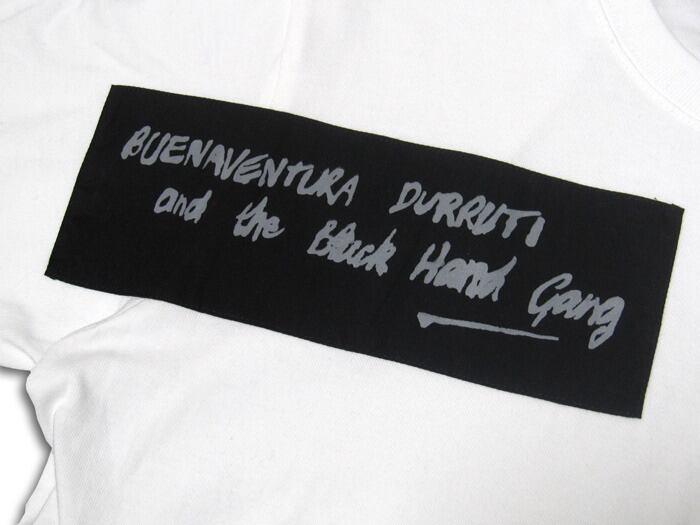 BUENAVENTURA DURRUTI
and the Black Hand Gang